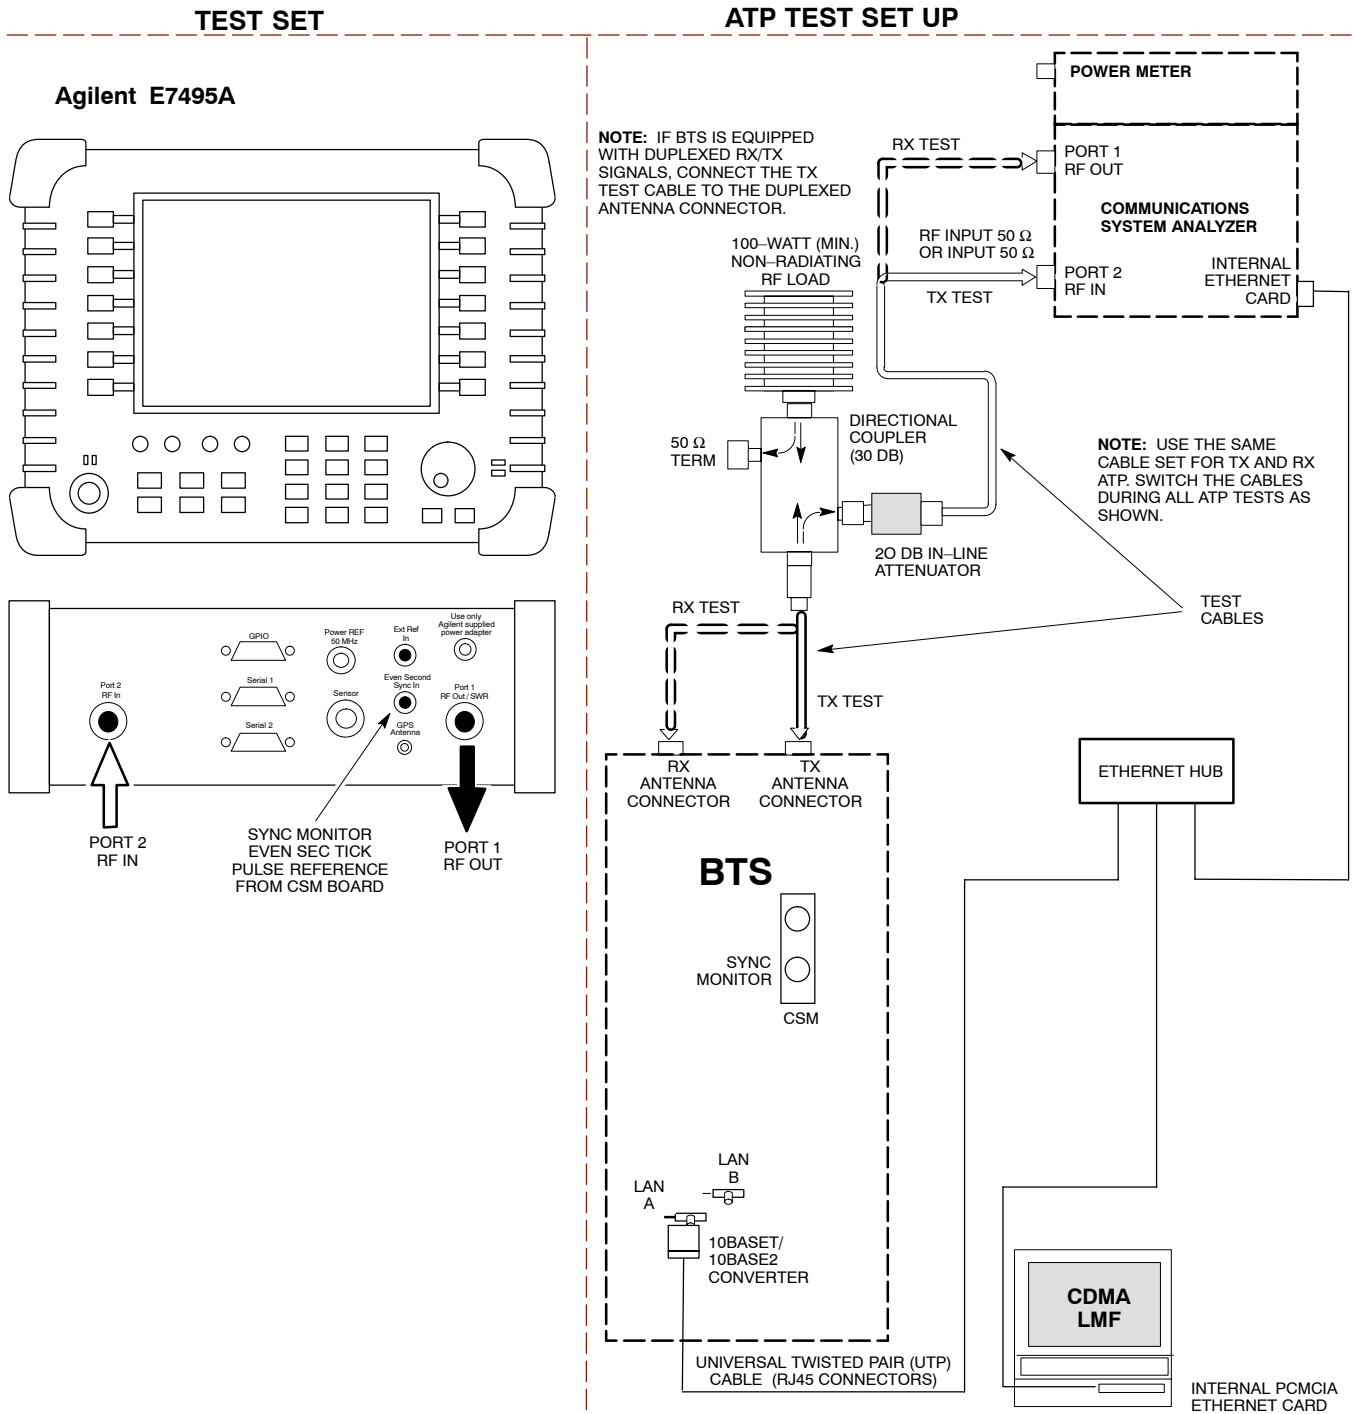 TEST SET
ATP TEST SET UP
Agilent E7495A
GPIO
Serial 1
Serial 2
Power REF
50 MHz
Sensor
Ext Ref
In
Even Second
Sync In
GPS
Antenna
Use only
Agilent supplied
power adapter
Port 1
RF Out / SWR
Port 2
RF In
PORT 2
RF IN
SYNC MONITOR
EVEN SEC TICK
PULSE REFERENCE
FROM CSM BOARD
PORT 1
RF OUT
NOTE: IF BTS IS EQUIPPED
WITH DUPLEXED RX/TX
SIGNALS, CONNECT THE TX
TEST CABLE TO THE DUPLEXED
ANTENNA CONNECTOR.
POWER METER
RX TEST
PORT 1
RF OUT
COMMUNICATIONS
SYSTEM ANALYZER
RF INPUT 50 Ω
OR INPUT 50 Ω
PORT 2
RF IN
TX TEST
INTERNAL
ETHERNET
CARD
100–WATT (MIN.)
NON–RADIATING
RF LOAD
50 Ω
TERM
DIRECTIONAL
COUPLER
(30 DB)
NOTE: USE THE SAME
CABLE SET FOR TX AND RX
ATP. SWITCH THE CABLES
DURING ALL ATP TESTS AS
SHOWN.
2O DB IN–LINE
ATTENUATOR
TEST
CABLES
RX TEST
TX TEST
RX
ANTENNA
CONNECTOR
TX
ANTENNA
CONNECTOR
ETHERNET HUB
BTS
SYNC
MONITOR
CSM
LAN
B
LAN
A
10BASET/
10BASE2
CONVERTER
CDMA
LMF
UNIVERSAL TWISTED PAIR (UTP)
CABLE (RJ45 CONNECTORS)
INTERNAL PCMCIA
ETHERNET CARD